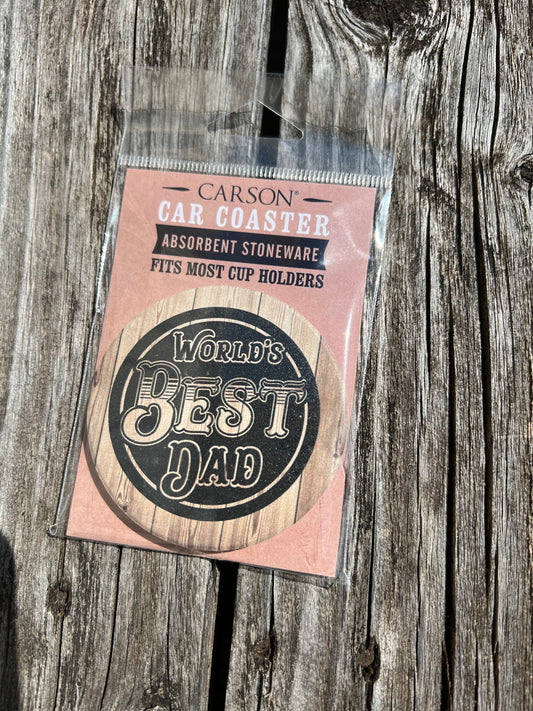 CARSON®
CAR COASTER
ABSORBENT STONEWARE
FITS MOST CUP HOLDERS
WORLD'S
BEST
DAD